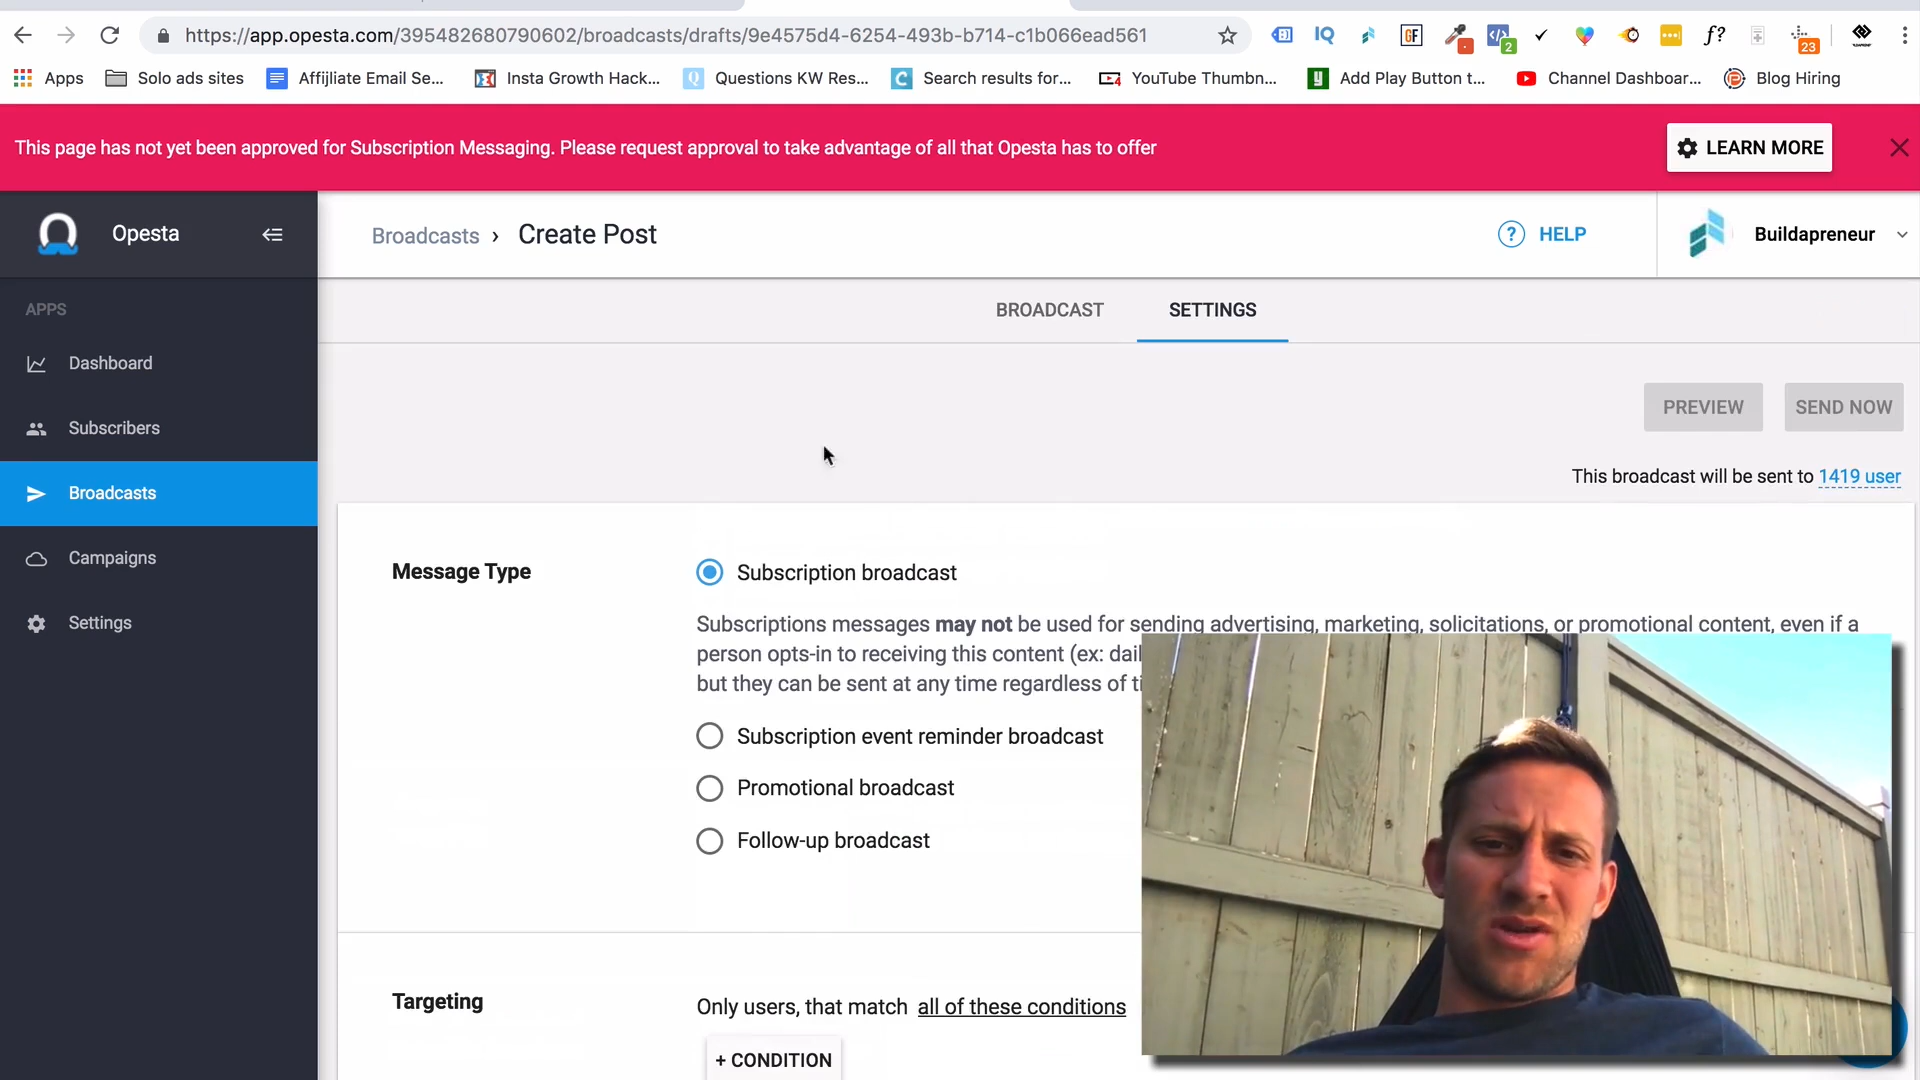 https://app.opesta.com/395482680790602/broadcasts/drafts/9e4575d4-6254-493b-b714-c1b066ead561
IQ
GF
2
f?
23
Apps
Solo ads sites
Affijliate Email Se...
Insta Growth Hack...
Questions KW Res...
Search results for...
YouTube Thumbn...
Add Play Button t...
Channel Dashboar...
Blog Hiring
This page has not yet been approved for Subscription Messaging. Please request approval to take advantage of all that Opesta has to offer
LEARN MORE
Opesta
Broadcasts › Create Post
? HELP
Buildapreneur
APPS
BROADCAST
SETTINGS
Dashboard
Subscribers
Broadcasts
Campaigns
Settings
PREVIEW
SEND NOW
This broadcast will be sent to 1419 user
Message Type
Subscription broadcast
Subscriptions messages may not be used for sending advertising, marketing, solicitations, or promotional content, even if a
person opts-in to receiving this content (ex: dail
but they can be sent at any time regardless of ti
Subscription event reminder broadcast
Promotional broadcast
Follow-up broadcast
Targeting
Only users, that match all of these conditions
+ CONDITION